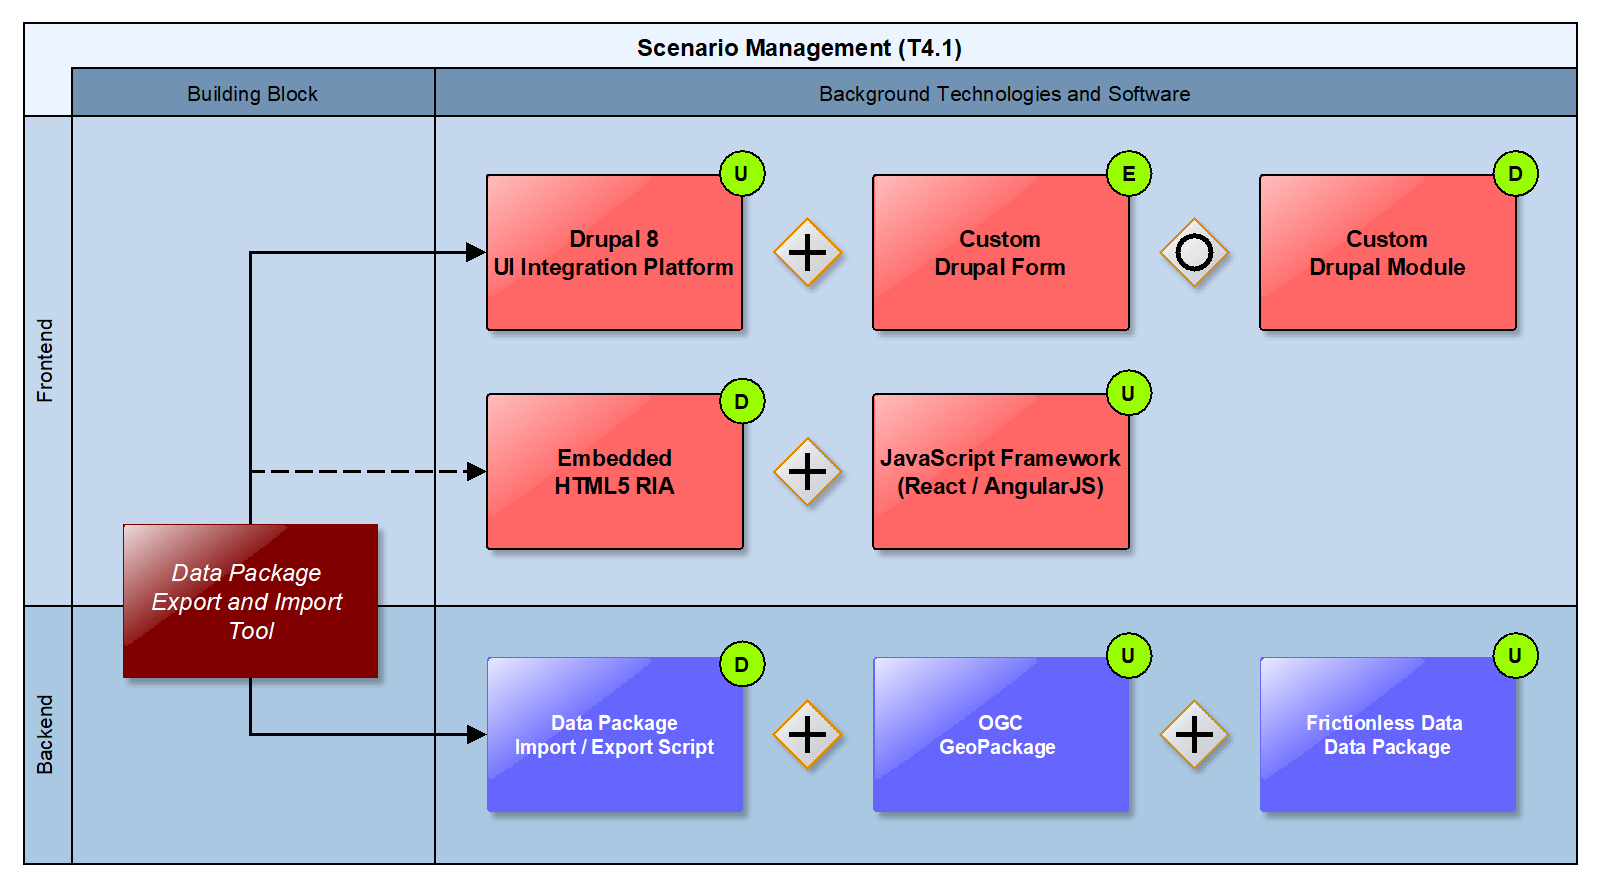 Scenario Management (T4.1)
Building Block
Background Technologies and Software
Frontend
U
Drupal 8
UI Integration Platform
E
Custom
Drupal Form
D
Custom
Drupal Module
D
Embedded
HTML5 RIA
U
JavaScript Framework
(React / AngularJS)
Data Package
Export and Import
Tool
Backend
D
Data Package
Import / Export Script
U
OGC
GeoPackage
U
Frictionless Data
Data Package